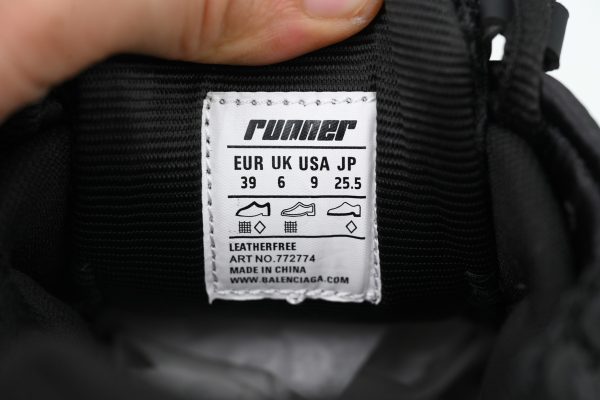 runner
EUR UK USA JP
39 6 9 25.5
LEATHERFREE
ART NO.772774
MADE IN CHINA
WWW.BALENCIAGA.COM